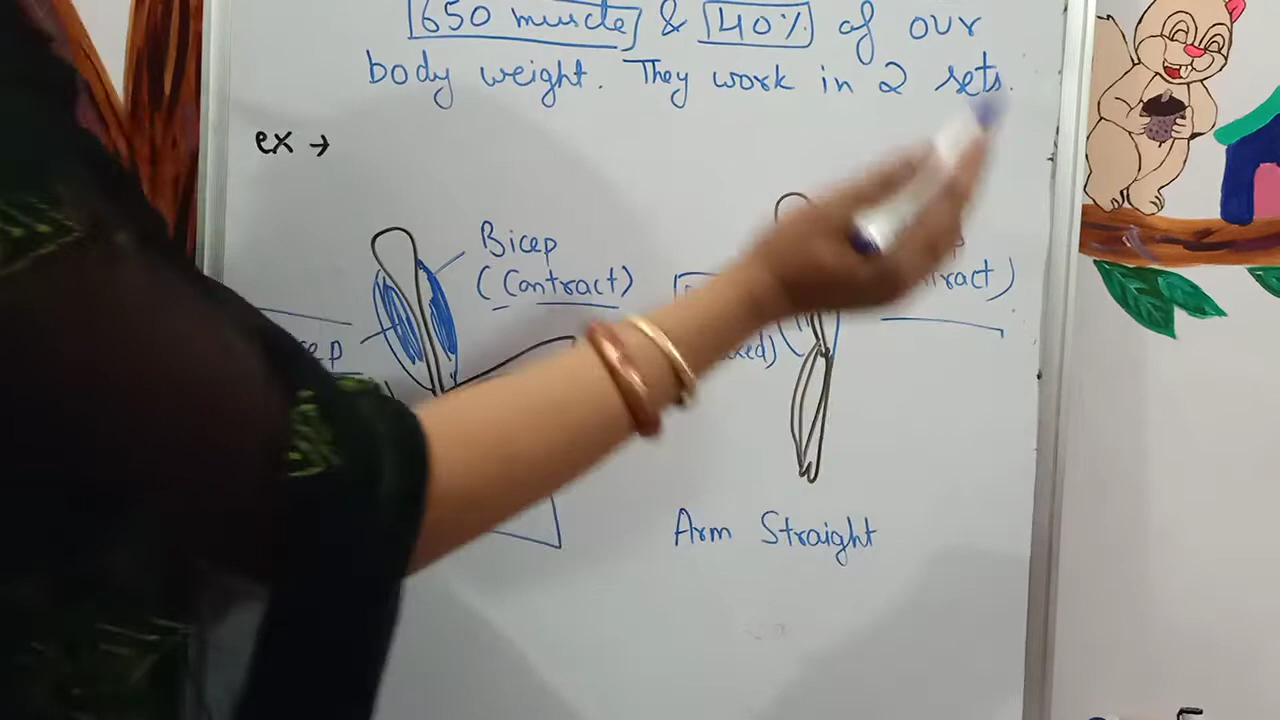 650 muscle & 40% of our
body weight. They work in 2 sets.
ex →
Bicep
(Contract)
Arm Straight